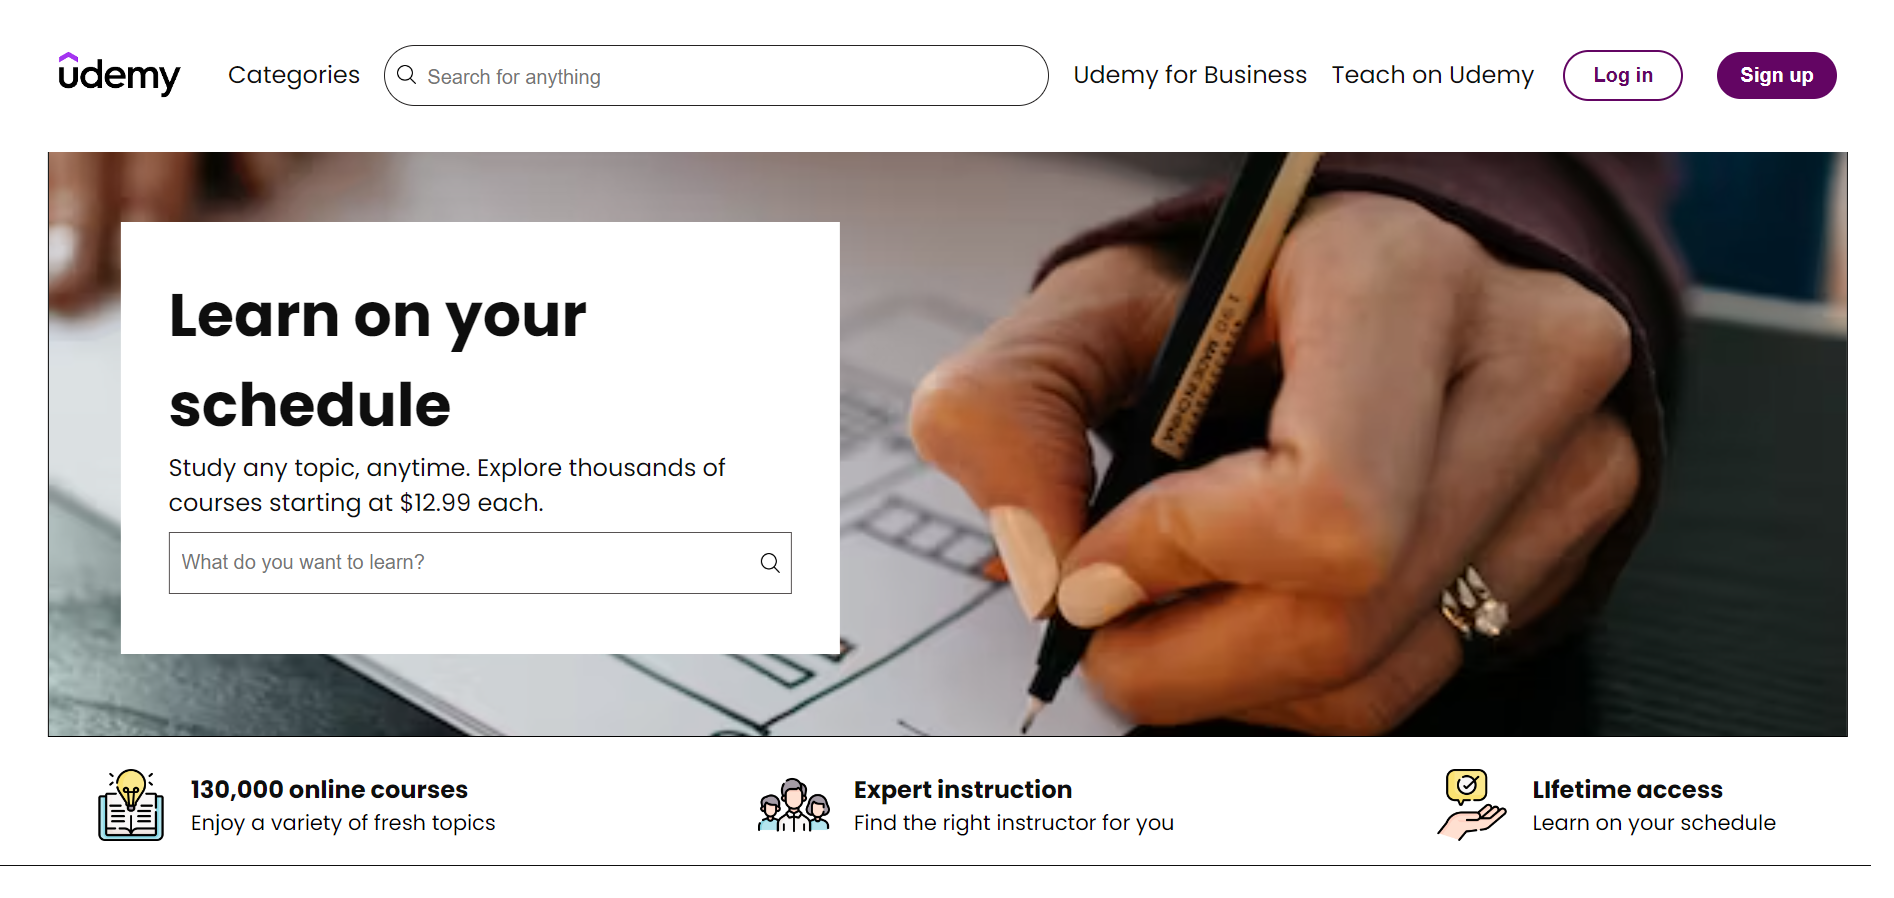 udemy
Categories
Search for anything
Udemy for Business
Teach on Udemy
Log in
Sign up
Learn on your
schedule
Study any topic, anytime. Explore thousands of
courses starting at $12.99 each.
What do you want to learn?
130,000 online courses
Enjoy a variety of fresh topics
Expert instruction
Find the right instructor for you
LIfetime access
Learn on your schedule